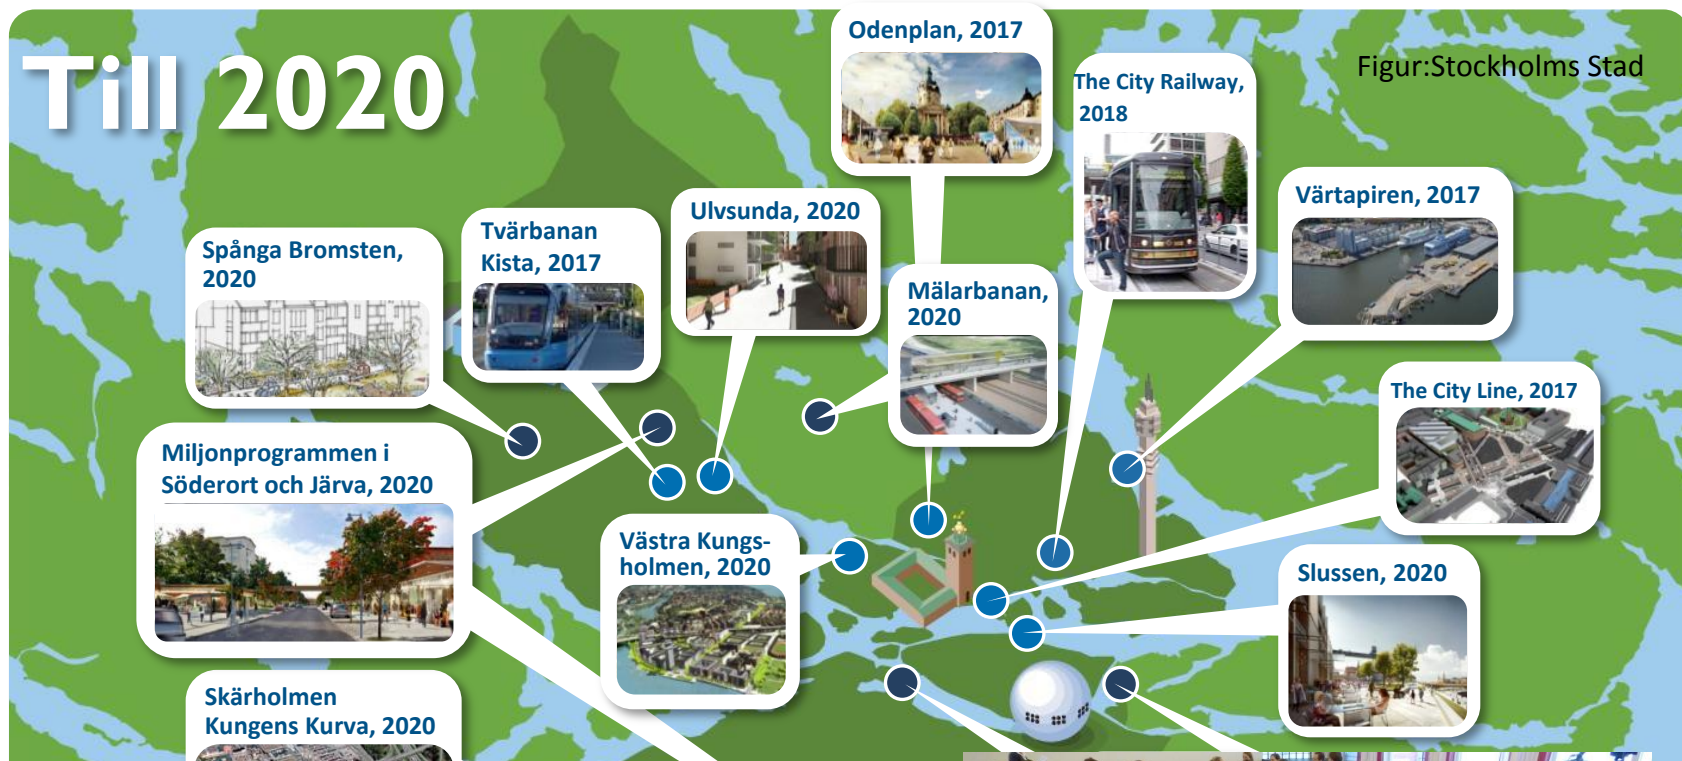 Till 2020
Odenplan, 2017
Figur:Stockholms Stad
The City Railway,
2018
Värtapiren, 2017
Ulvsunda, 2020
Tvärbanan
Kista, 2017
Spånga Bromsten,
2020
Mälarbanan,
2020
The City Line, 2017
Miljonprogrammen i
Söderort och Järva, 2020
Västra Kungs-
holmen, 2020
Slussen, 2020
Skärholmen
Kungens Kurva, 2020